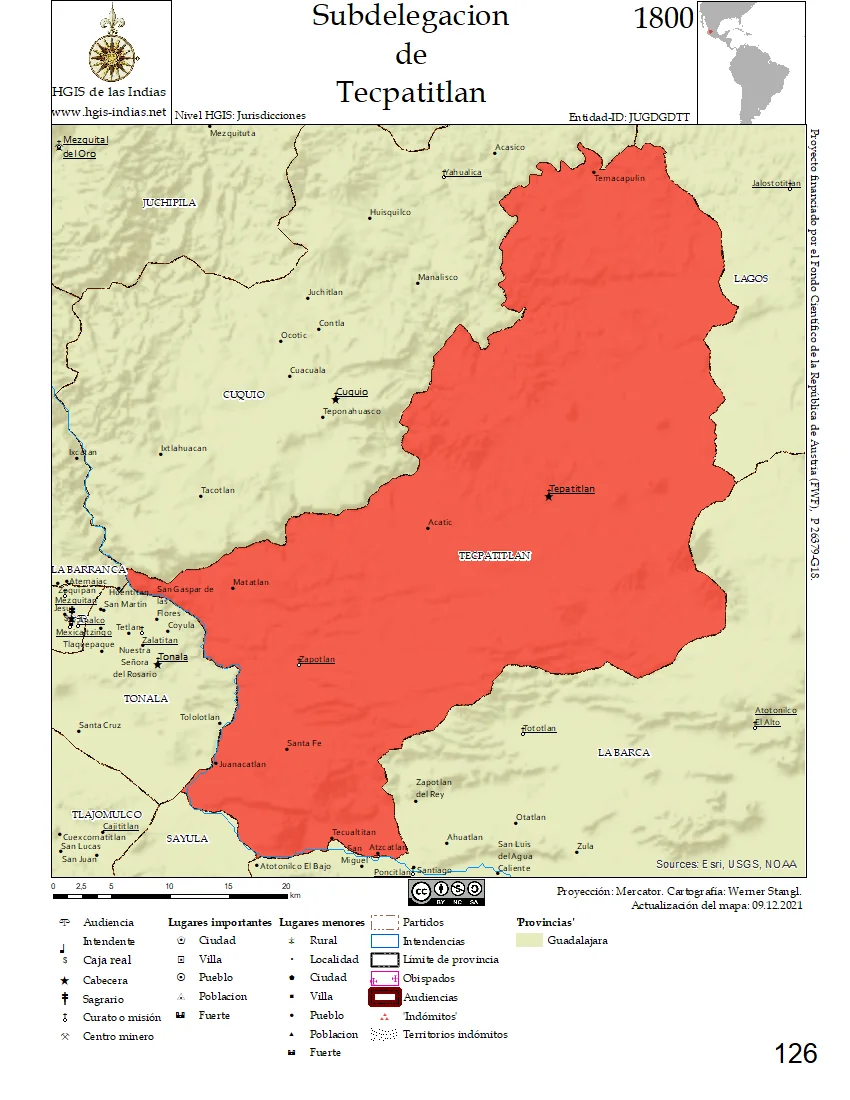 Subdelegacion
de
Tecpatitlan
1800
HGIS de las Indias
www.hgis-indias.net
Nivel HGIS: Jurisdicciones
Entidad-ID: JUGDGDTT
Mezquital
del Oro
Mezquituta
Acasico
Yahualica
Temacapulin
Jalostotitlan
JUCHIPILA
Huisquilco
LAGOS
Manalisco
Juchitlan
Contla
Ocotic
Cuacuala
CUQUIO
Cuquio
Teponahuasco
Ixcatan
Ixtlahuacan
Tacotlan
Tepatitlan
Acatic
TECPATITLAN
LA BARRANCA
Atemajac
Zoquipan
Huentitan
San Gaspar de
las
Flores
Matatlan
Mezquitan
San Martin
Jesus
Analco
Mexicaltzingo
Tetlan
Coyula
Zalatitan
Tlaquepaque
Nuestra
Señora
del Rosario
Tonala
Zapotlan
TONALA
Santa Cruz
Tololotlan
Santa Fe
Juanacatlan
Tototlan
Atotonilco
El Alto
LA BARCA
Zapotlan
del Rey
TLAJOMULCO
Cajititlan
Cuexcomatitlan
San Lucas
San Juan
SAYULA
Tecualtitan
San
Miguel
Atzcatlan
Atotonilco El Bajo
Poncitlan
Santiago
Otatlan
Ahuatlan
San Luis
del Agua
Caliente
Zula
Sources: Esri, USGS, NOAA
Proyecto financiado por el Fondo Científico de la República de Austria (FWF), P 26379-G18.
0 2,5 5 10 15 20
km
CC BY NC SA
Proyección: Mercator. Cartografía: Werner Stangl.
Actualización del mapa: 09.12.2021
Audiencia
Intendente
Caja real
Cabecera
Sagrario
Curato o misión
Centro minero
Lugares importantes
Ciudad
Villa
Pueblo
Poblacion
Fuerte
Lugares menores
Rural
Localidad
Ciudad
Villa
Pueblo
Poblacion
Fuerte
Partidos
Intendencias
Límite de provincia
Obispados
Audiencias
'Indómitos'
Territorios indómitos
'Provincias'
Guadalajara
126